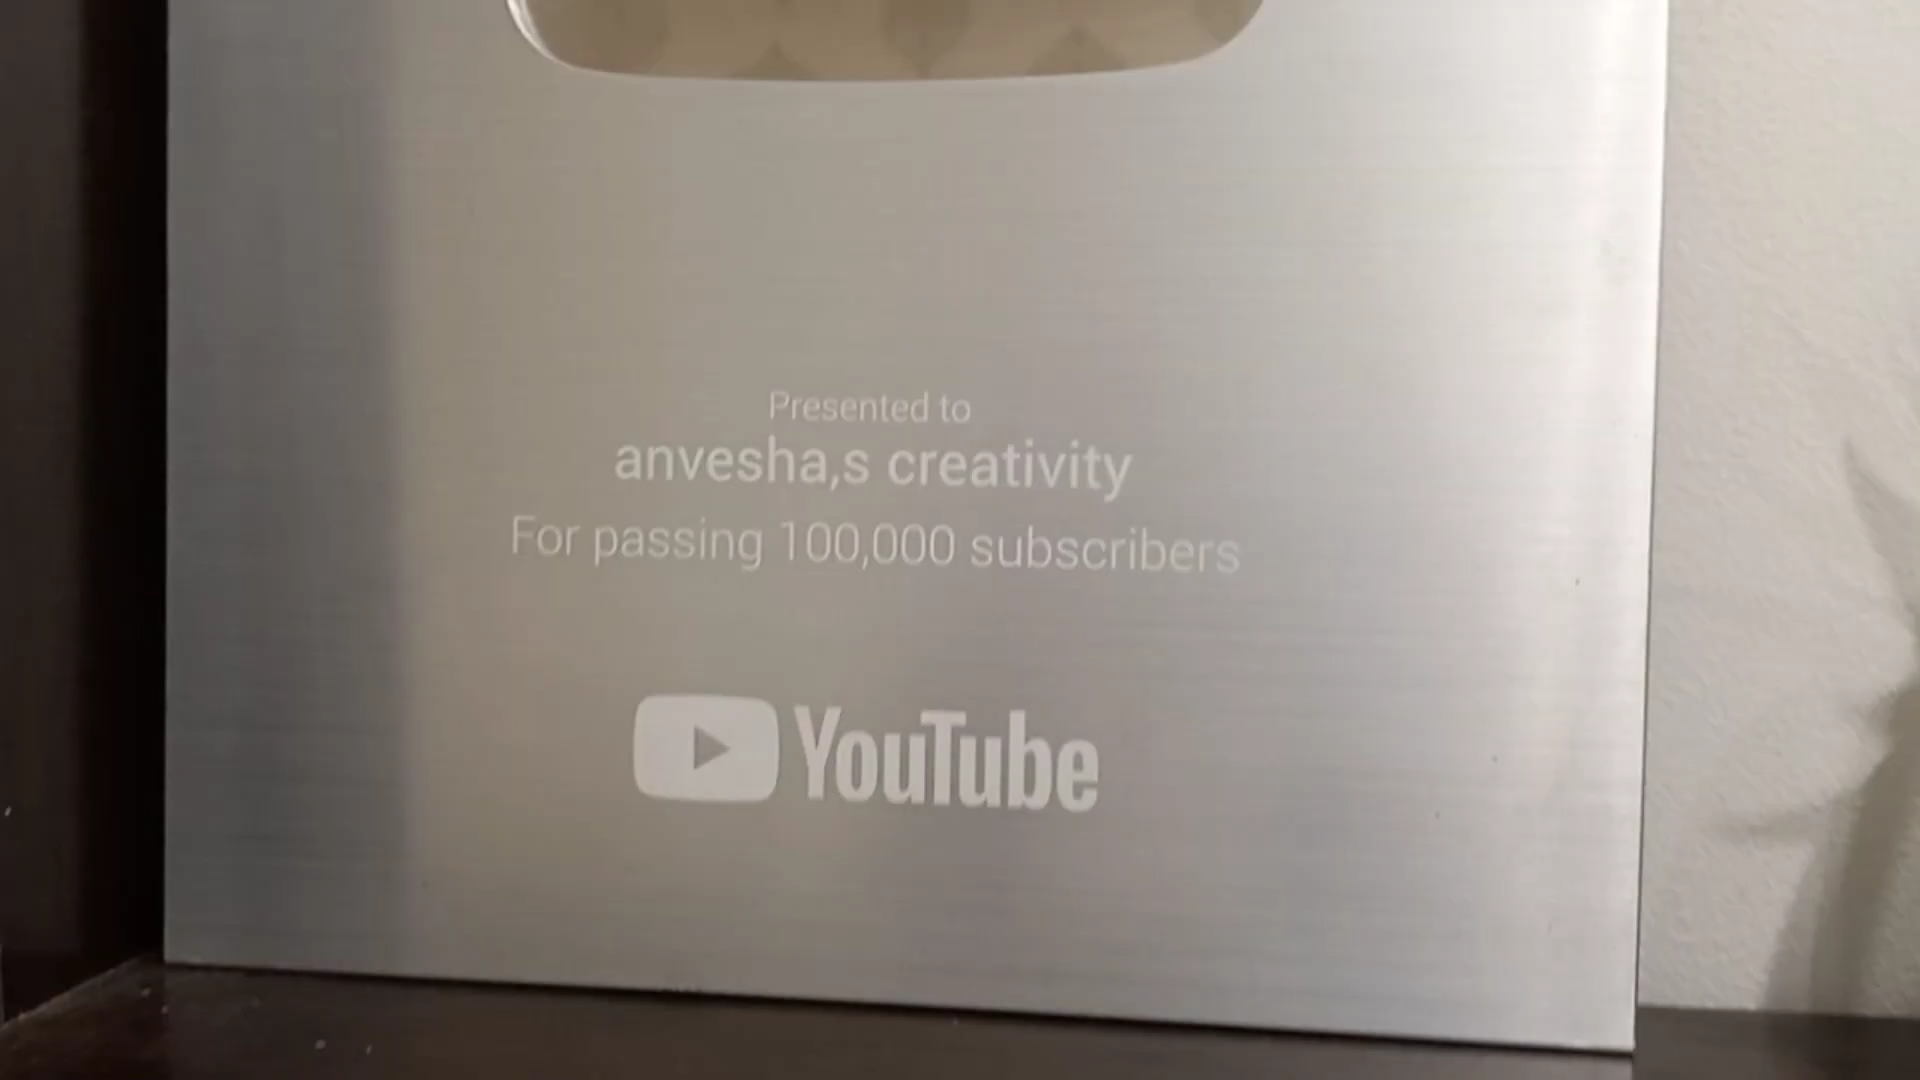 Presented to
anvesha,s creativity
For passing 100,000 subscribers
YouTube